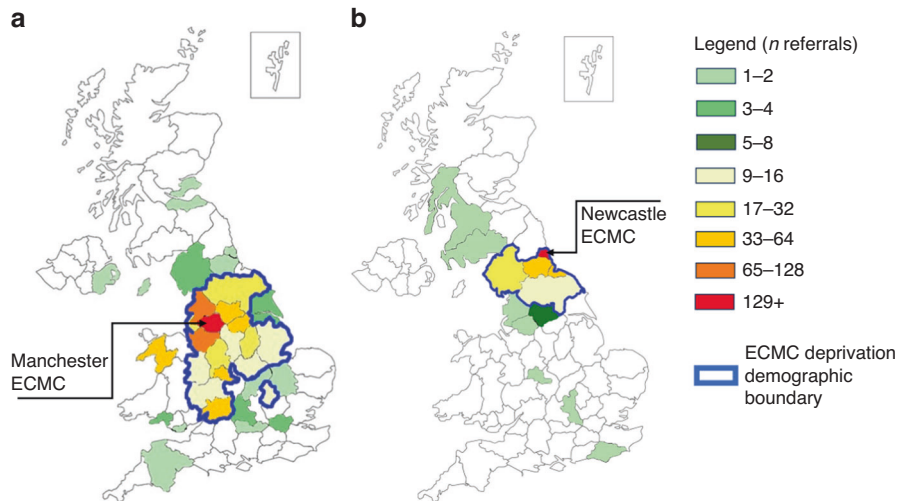 a
b
Legend (n referrals)
1–2
3–4
5–8
9–16
17–32
33–64
65–128
129+
ECMC deprivation
demographic
boundary
Newcastle
ECMC
Manchester
ECMC